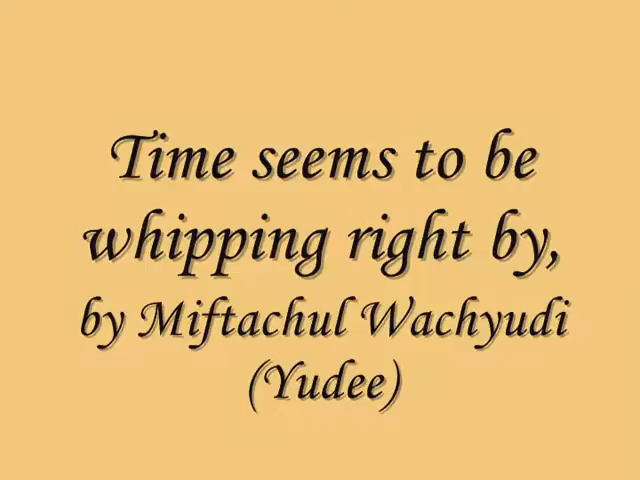 Time seems to be
whipping right by,
by Miftachul Wachyudi
(Yudee)